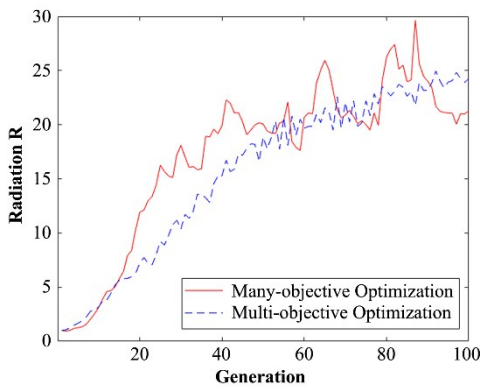 30
25
20
15
10
5
0
Radiation R
Many-objective Optimization
Multi-objective Optimization
20 40 60 80 100
Generation